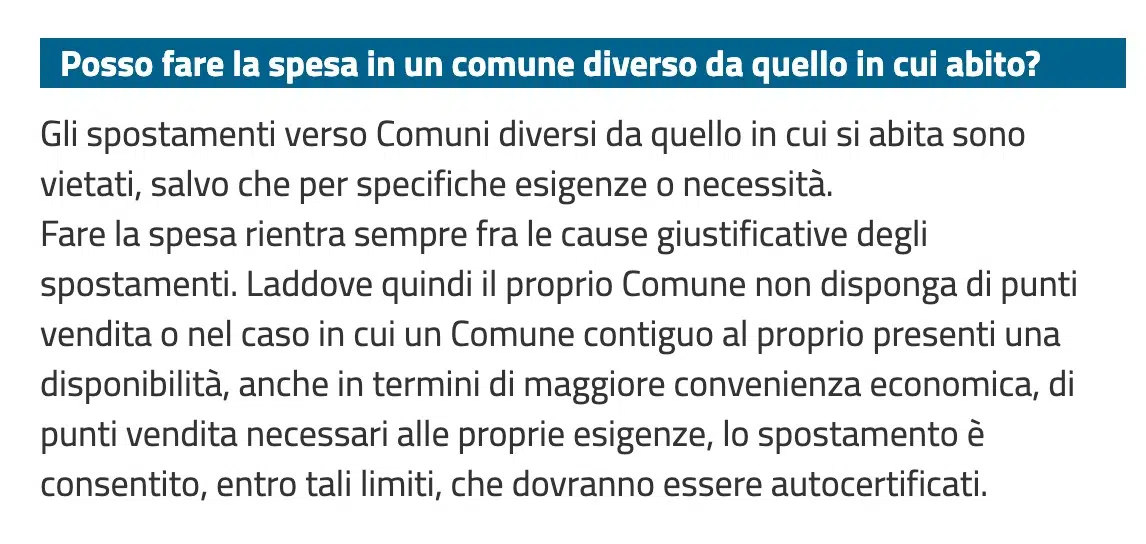 Posso fare la spesa in un comune diverso da quello in cui abito?
Gli spostamenti verso Comuni diversi da quello in cui si abita sono
vietati, salvo che per specifiche esigenze o necessità.
Fare la spesa rientra sempre fra le cause giustificative degli
spostamenti. Laddove quindi il proprio Comune non disponga di punti
vendita o nel caso in cui un Comune contiguo al proprio presenti una
disponibilità, anche in termini di maggiore convenienza economica, di
punti vendita necessari alle proprie esigenze, lo spostamento è
consentito, entro tali limiti, che dovranno essere autocertificati.